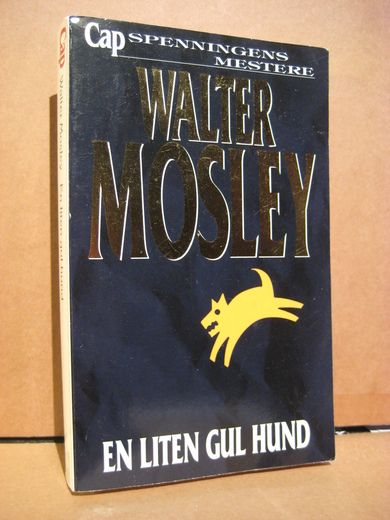 Cap SPENNINGENS
MESTERE
WALTER
MOSLEY
EN LITEN GUL HUND
Cap Walter Mosley En liten gul hund